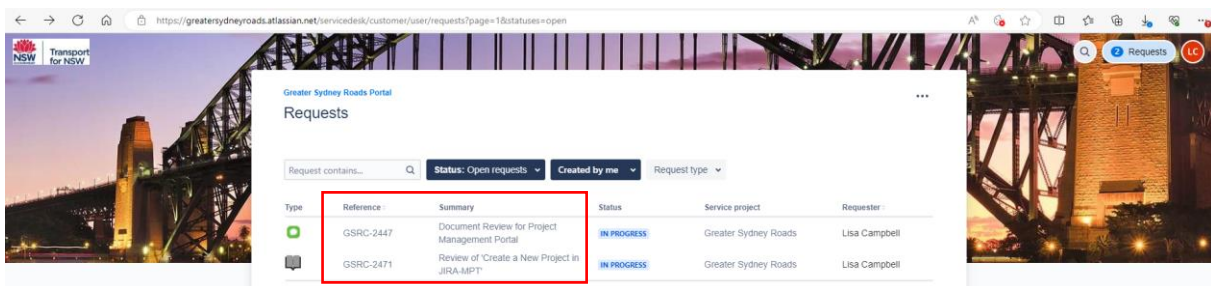 https://greatersydneyroads.atlassian.net/servicedesk/customer/user/requests?page=1&statuses=open
NSW
GOVERNMENT
Transport
for NSW
2 Requests
LC
Greater Sydney Roads Portal
Requests
Request contains...
Status: Open requests
Created by me
Request type
Type Reference Summary Status Service project Requester
GSRC-2447 Document Review for Project
Management Portal IN PROGRESS Greater Sydney Roads Lisa Campbell
GSRC-2471 Review of 'Create a New Project in
JIRA-MPT' IN PROGRESS Greater Sydney Roads Lisa Campbell